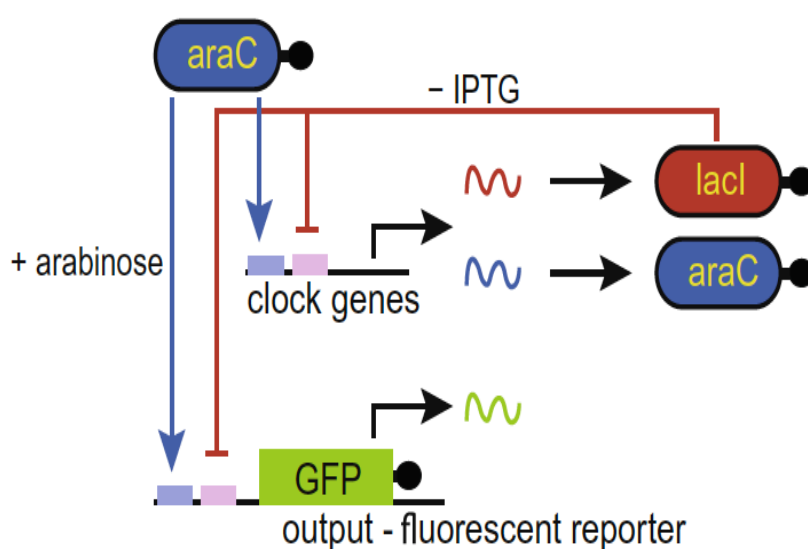 araC
− IPTG
lacI
+ arabinose
araC
clock genes
GFP
output - fluorescent reporter